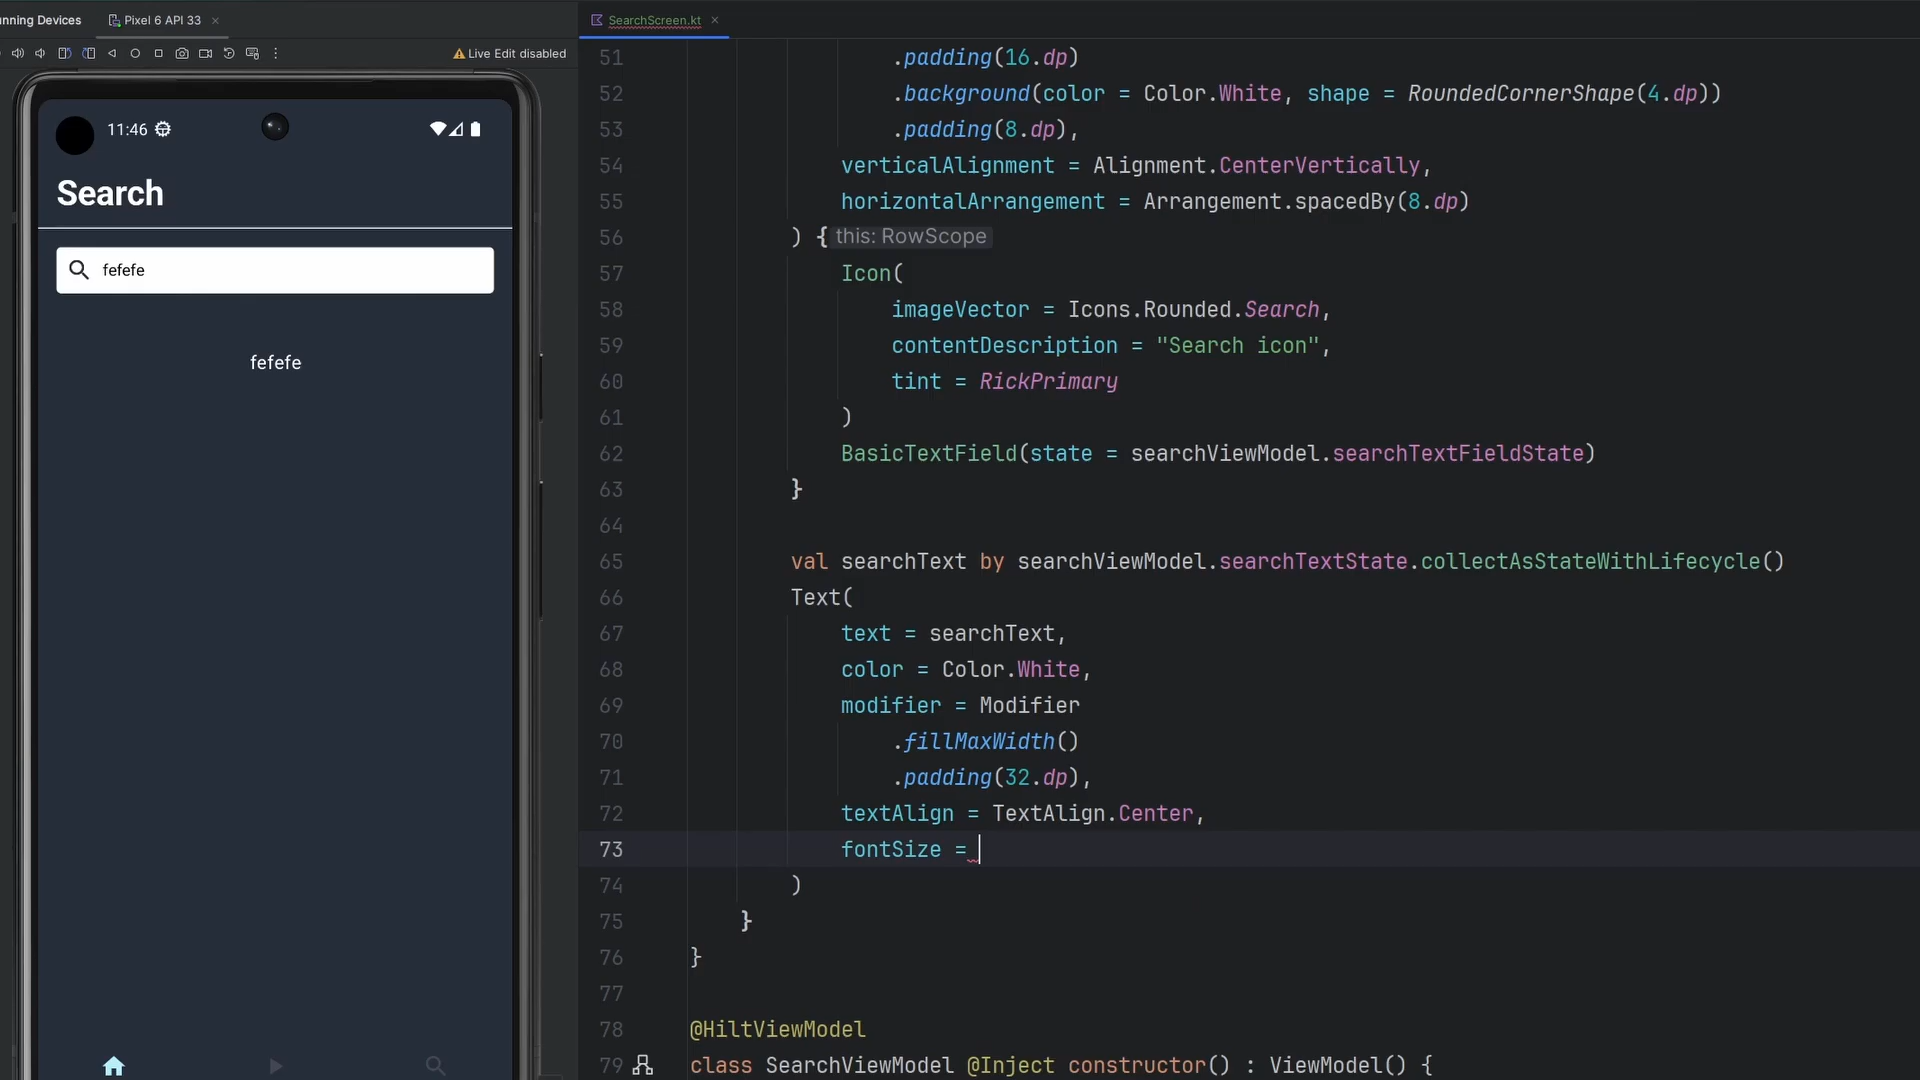 unning Devices
Pixel 6 API 33
Live Edit disabled
11:46
Search
fefefe
fefefe
SearchScreen.kt
51 .padding(16.dp)
52 .background(color = Color.White, shape = RoundedCornerShape(4.dp))
53 .padding(8.dp),
54 verticalAlignment = Alignment.CenterVertically,
55 horizontalArrangement = Arrangement.spacedBy(8.dp)
56 ) { this: RowScope
57 Icon(
58 imageVector = Icons.Rounded.Search,
59 contentDescription = "Search icon",
60 tint = RickPrimary
61 )
62 BasicTextField(state = searchViewModel.searchTextFieldState)
63 }
64
65 val searchText by searchViewModel.searchTextState.collectAsStateWithLifecycle()
66 Text(
67 text = searchText,
68 color = Color.White,
69 modifier = Modifier
70 .fillMaxWidth()
71 .padding(32.dp),
72 textAlign = TextAlign.Center,
73 fontSize =
74 )
75 }
76 }
77
78 @HiltViewModel
79 class SearchViewModel @Inject constructor() : ViewModel() {